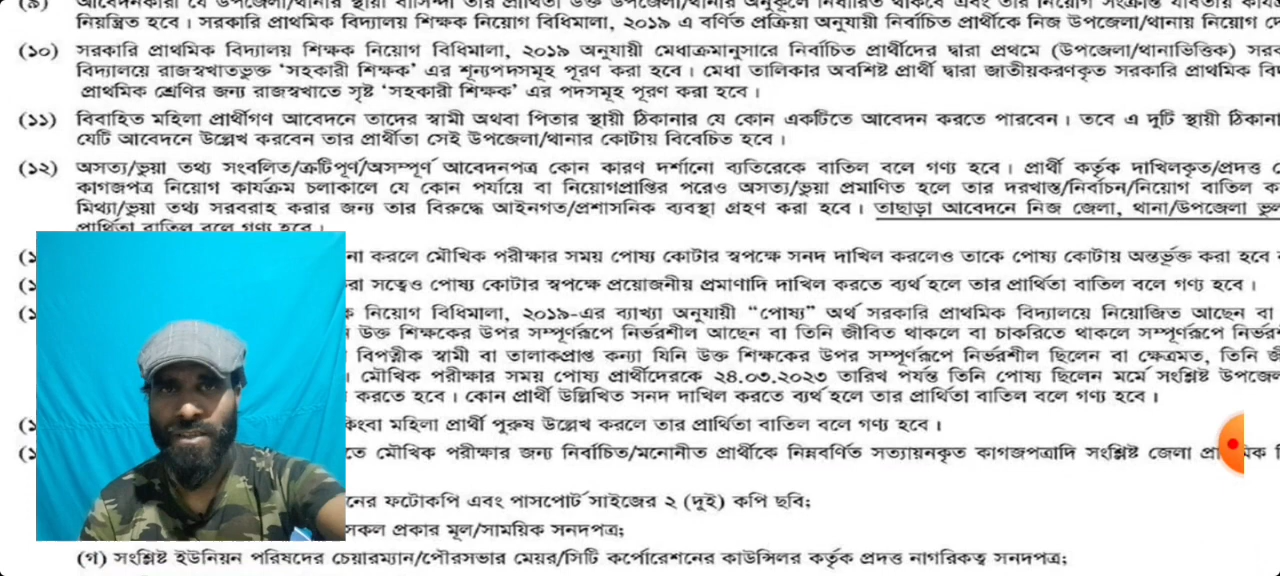 (৯) আবেদনকারী যে উপজেলা/থানার স্থায়ী বাসিন্দা তার প্রার্থিতা উক্ত উপজেলা/থানার অনুকূলে নির্ধারিত থাকবে এবং তার নিয়োগ সংক্রান্ত যাবতীয়
নিয়ন্ত্রিত হবে। সরকারি প্রাথমিক বিদ্যালয় শিক্ষক নিয়োগ বিধিমালা, ২০১৯ এ বর্ণিত প্রক্রিয়া অনুযায়ী নির্বাচিত প্রার্থীকে নিজ উপজেলা/থানায় নিয়োগ
(১০) সরকারি প্রাথমিক বিদ্যালয় শিক্ষক নিয়োগ বিধিমালা, ২০১৯ অনুযায়ী মেধাক্রমানুসারে নির্বাচিত প্রার্থীদের দ্বারা প্রথমে (উপজেলা/থানাভিত্তিক)
বিদ্যালয়ে রাজস্বখাতভুক্ত ‘সহকারী শিক্ষক’ এর শূন্যপদসমূহ পূরণ করা হবে। মেধা তালিকার অবশিষ্ট প্রার্থী দ্বারা জাতীয়করণকৃত সরকারি প্রাথমিক
প্রাথমিক শ্রেণির জন্য রাজস্বখাতে সৃষ্ট ‘সহকারী শিক্ষক’ এর পদসমূহ পূরণ করা হবে।
(১১) বিবাহিত মহিলা প্রার্থীগণ আবেদনে তাদের স্বামী অথবা পিতার স্থায়ী ঠিকানার যে কোন একটিতে আবেদন করতে পারবেন। তবে এ দুটি স্থায়ী ঠিকানা
যেটি আবেদনে উল্লেখ করবেন তার প্রার্থীতা সেই উপজেলা/থানার কোটায় বিবেচিত হবে।
(১২) অসত্য/ভুয়া তথ্য সংবলিত/ক্রটিপূর্ণ/অসম্পূর্ণ আবেদনপত্র কোন কারণ দর্শানো ব্যতিরেকে বাতিল বলে গণ্য হবে। প্রার্থী কর্তৃক দাখিলকৃত/প্রদত্ত
কাগজপত্র নিয়োগ কার্যক্রম চলাকালে যে কোন পর্যায়ে বা নিয়োগপ্রাপ্তির পরেও অসত্য/ভুয়া প্রমাণিত হলে তার দরখাস্ত/নির্বাচন/নিয়োগ বাতিল
মিথ্যা/ভুয়া তথ্য সরবরাহ করার জন্য তার বিরুদ্ধে আইনগত/প্রশাসনিক ব্যবস্থা গ্রহণ করা হবে। তাছাড়া আবেদনে নিজ জেলা, থানা/উপজেলা ভুল
প্রার্থিতা বাতিল বলে গণ্য হবে।
না করলে মৌখিক পরীক্ষার সময় পোষ্য কোটার স্বপক্ষে সনদ দাখিল করলেও তাকে পোষ্য কোটায় অন্তর্ভুক্ত করা হবে
রা সত্বেও পোষ্য কোটার স্বপক্ষে প্রয়োজনীয় প্রমাণাদি দাখিল করতে ব্যর্থ হলে তার প্রার্থিতা বাতিল বলে গণ্য হবে।
নিয়োগ বিধিমালা, ২০১৯-এর ব্যাখ্যা অনুযায়ী “পোষ্য” অর্থ সরকারি প্রাথমিক বিদ্যালয়ে নিয়োজিত আছেন বা
উক্ত শিক্ষকের উপর সম্পূর্ণরূপে নির্ভরশীল আছেন বা তিনি জীবিত থাকলে বা চাকরিতে থাকলে সম্পূর্ণরূপে
বিপত্নীক স্বামী বা তালাকপ্রাপ্ত কন্যা যিনি উক্ত শিক্ষকের উপর সম্পূর্ণরূপে নির্ভরশীল ছিলেন বা ক্ষেত্রমত, তিনি
। মৌখিক পরীক্ষার সময় পোষ্য প্রার্থীদেরকে ২৪.০৩.২০২৩ তারিখ পর্যন্ত তিনি পোষ্য ছিলেন মর্মে সংশ্লিষ্ট
করতে হবে। কোন প্রার্থী উল্লিখিত সনদ দাখিল করতে ব্যর্থ হলে তার প্রার্থিতা বাতিল বলে গণ্য হবে।
কিংবা মহিলা প্রার্থী পুরুষ উল্লেখ করলে তার প্রার্থিতা বাতিল বলে গণ্য হবে।
তে মৌখিক পরীক্ষার জন্য নির্বাচিত/মনোনীত প্রার্থীকে নিম্নবর্ণিত সত্যায়নকৃত কাগজপত্রাদি সংশ্লিষ্ট জেলা
নের ফটোকপি এবং পাসপোর্ট সাইজের ২ (দুই) কপি ছবি;
সকল প্রকার মূল/সাময়িক সনদপত্র;
(গ) সংশ্লিষ্ট ইউনিয়ন পরিষদের চেয়ারম্যান/পৌরসভার মেয়র/সিটি কর্পোরেশনের কাউন্সিলর কর্তৃক প্রদত্ত নাগরিকত্ব সনদপত্র;